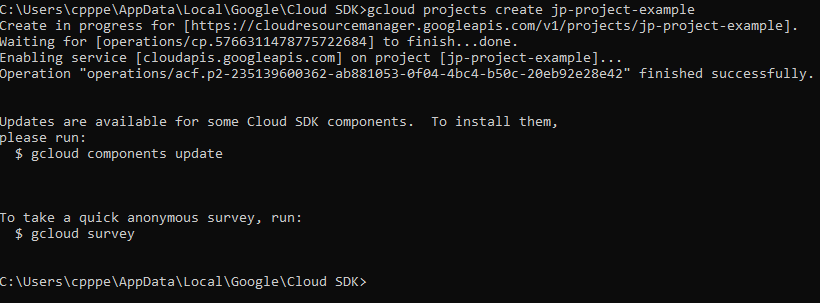 C:\Users\cpppe\AppData\Local\Google\Cloud SDK>gcloud projects create jp-project-example
Create in progress for [https://cloudresourcemanager.googleapis.com/v1/projects/jp-project-example].
Waiting for [operations/cp.5766311478775722684] to finish...done.
Enabling service [cloudapis.googleapis.com] on project [jp-project-example]...
Operation "operations/acf.p2-235139600362-ab881053-0f04-4bc4-b50c-20eb92e28e42" finished successfully.
Updates are available for some Cloud SDK components.  To install them,
please run:
  $ gcloud components update
To take a quick anonymous survey, run:
  $ gcloud survey
C:\Users\cpppe\AppData\Local\Google\Cloud SDK>